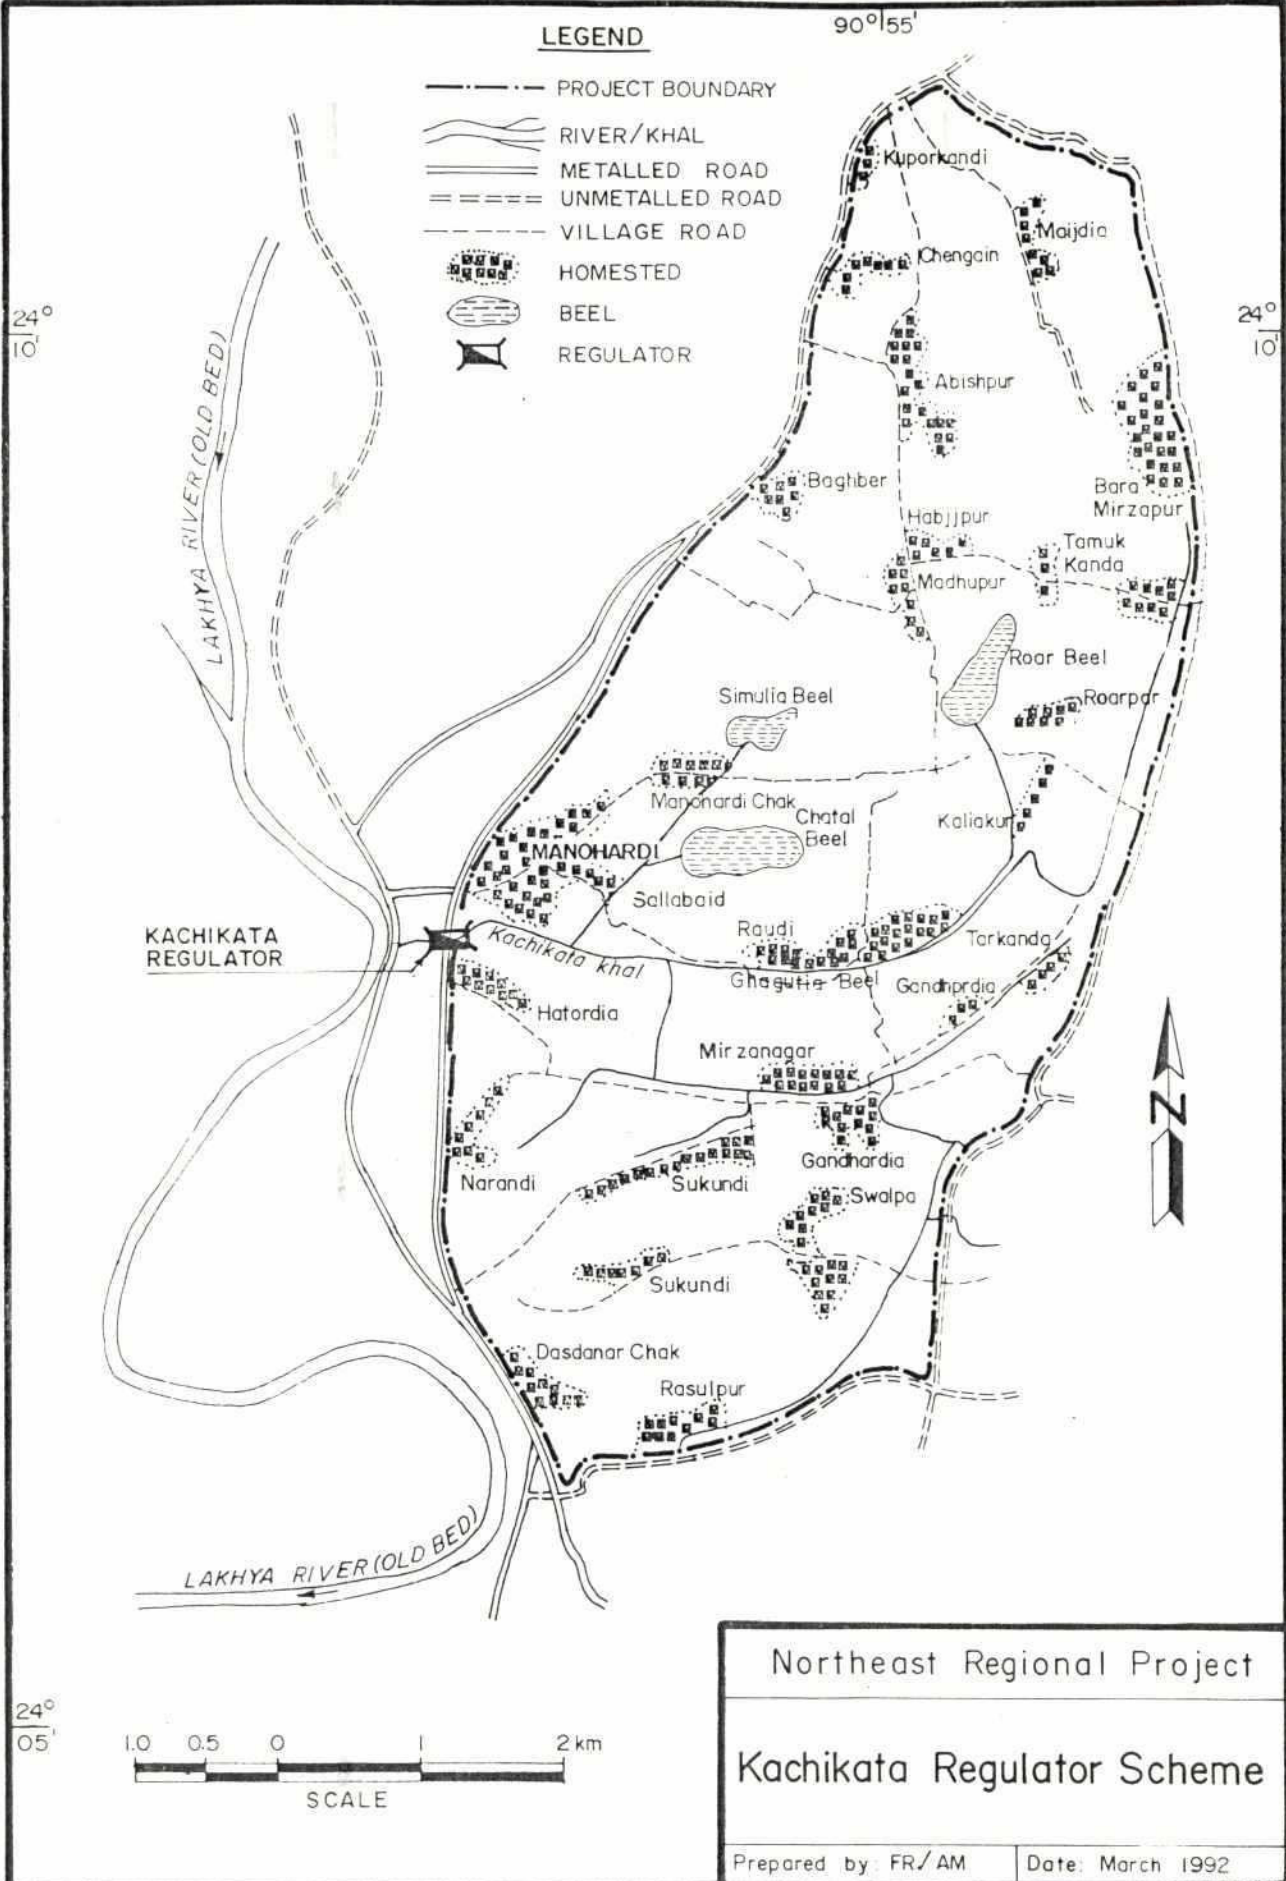 90° 55'
LEGEND
PROJECT BOUNDARY
RIVER/KHAL
METALLED ROAD
UNMETALLED ROAD
VILLAGE ROAD
HOMESTED
BEEL
REGULATOR
24°
10'
24°
10'
Kuporkandi
Maijdia
Chengain
Abishpur
LAKHYA RIVER (OLD BED)
Baghber
Bara
Mirzapur
Habijpur
Tamuk
Kanda
Madhupur
Roar Beel
Simulia Beel
Roarpar
Manohardi Chak
Chatal
Beel
Kaliakur
MANOHARDI
Sallabaid
KACHIKATA
REGULATOR
Kachikata khal
Raudi
Tarkanda
Ghagutia Beel
Gandhprdia
Hatordia
Mirzanagar
N
Gandhardia
Narandi
Sukundi
Swalpa
Sukundi
Dasdanar Chak
Rasulpur
LAKHYA RIVER (OLD BED)
24°
05'
1.0 0.5 0 1 2 km
SCALE
Northeast Regional Project
Kachikata Regulator Scheme
Prepared by: FR/AM
Date: March 1992